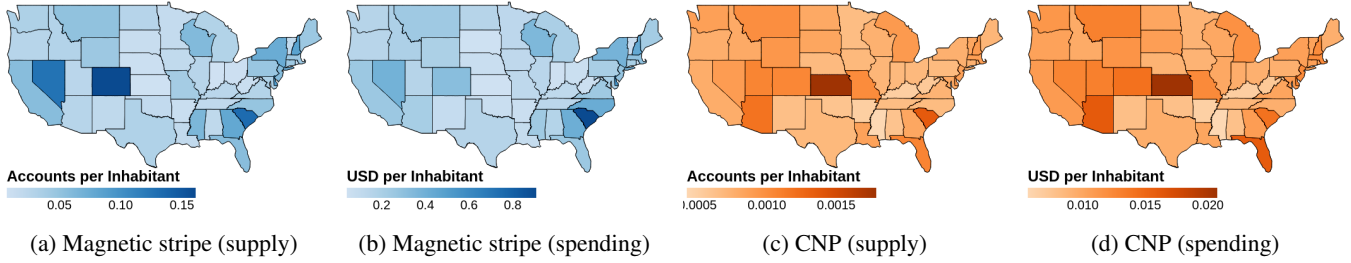 Accounts per Inhabitant
0.05 0.10 0.15
(a) Magnetic stripe (supply)
USD per Inhabitant
0.2 0.4 0.6 0.8
(b) Magnetic stripe (spending)
Accounts per Inhabitant
0.0005 0.0010 0.0015
(c) CNP (supply)
USD per Inhabitant
0.010 0.015 0.020
(d) CNP (spending)